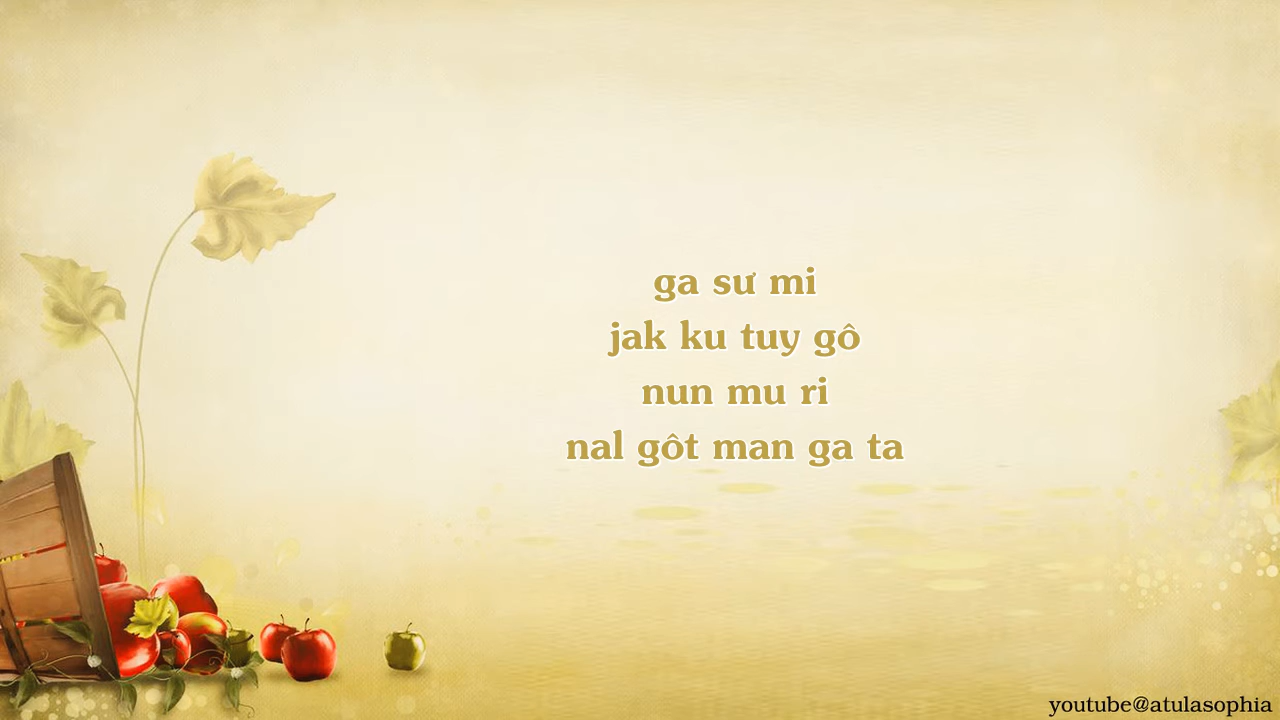 ga sư mi
jak ku tuy gô
nun mu ri
nal gôt man ga ta
youtube@atulasophia